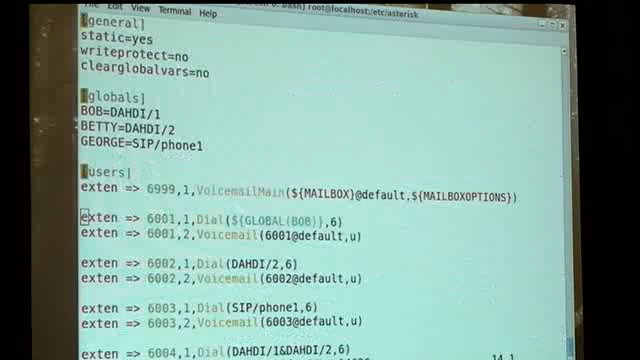 Edit View Terminal Tabs Help
root@localhost:/etc/asterisk
[general]
static=yes
writeprotect=no
clearglobalvars=no
[globals]
BOB=DAHDI/1
BETTY=DAHDI/2
GEORGE=SIP/phone1
[users]
exten => 6999,1,VoicemailMain(${MAILBOX}@default,${MAILBOXOPTIONS})
exten => 6001,1,Dial(${GLOBAL(BOB)},6)
exten => 6001,2,Voicemail(6001@default,u)
exten => 6002,1,Dial(DAHDI/2,6)
exten => 6002,2,Voicemail(6002@default,u)
exten => 6003,1,Dial(SIP/phone1,6)
exten => 6003,2,Voicemail(6003@default,u)
exten => 6004,1,Dial(DAHDI/1&DAHDI/2,6)
14,1